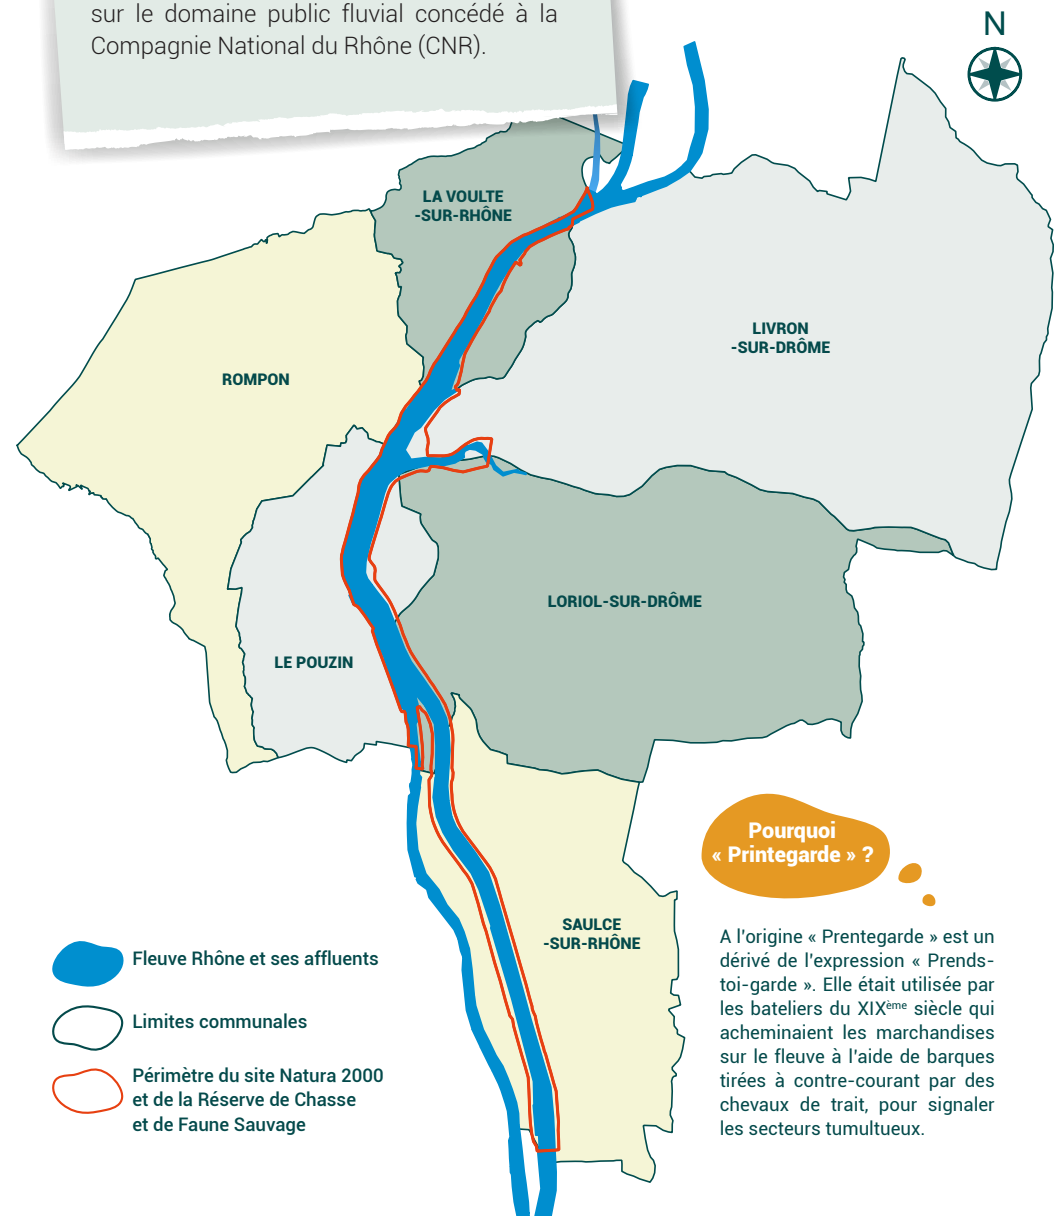 sur le domaine public fluvial concédé à la
Compagnie National du Rhône (CNR).
N
LA VOULTE
-SUR-RHÔNE
LIVRON
-SUR-DRÔME
ROMPON
LORIOL-SUR-DRÔME
LE POUZIN
SAULCE
-SUR-RHÔNE
Fleuve Rhône et ses affluents
Limites communales
Périmètre du site Natura 2000
et de la Réserve de Chasse
et de Faune Sauvage
Pourquoi
« Printegarde » ?
A l'origine « Prentegarde » est un
dérivé de l'expression « Prends-
toi-garde ». Elle était utilisée par
les bateliers du XIXème siècle qui
acheminaient les marchandises
sur le fleuve à l'aide de barques
tirées à contre-courant par des
chevaux de trait, pour signaler
les secteurs tumultueux.